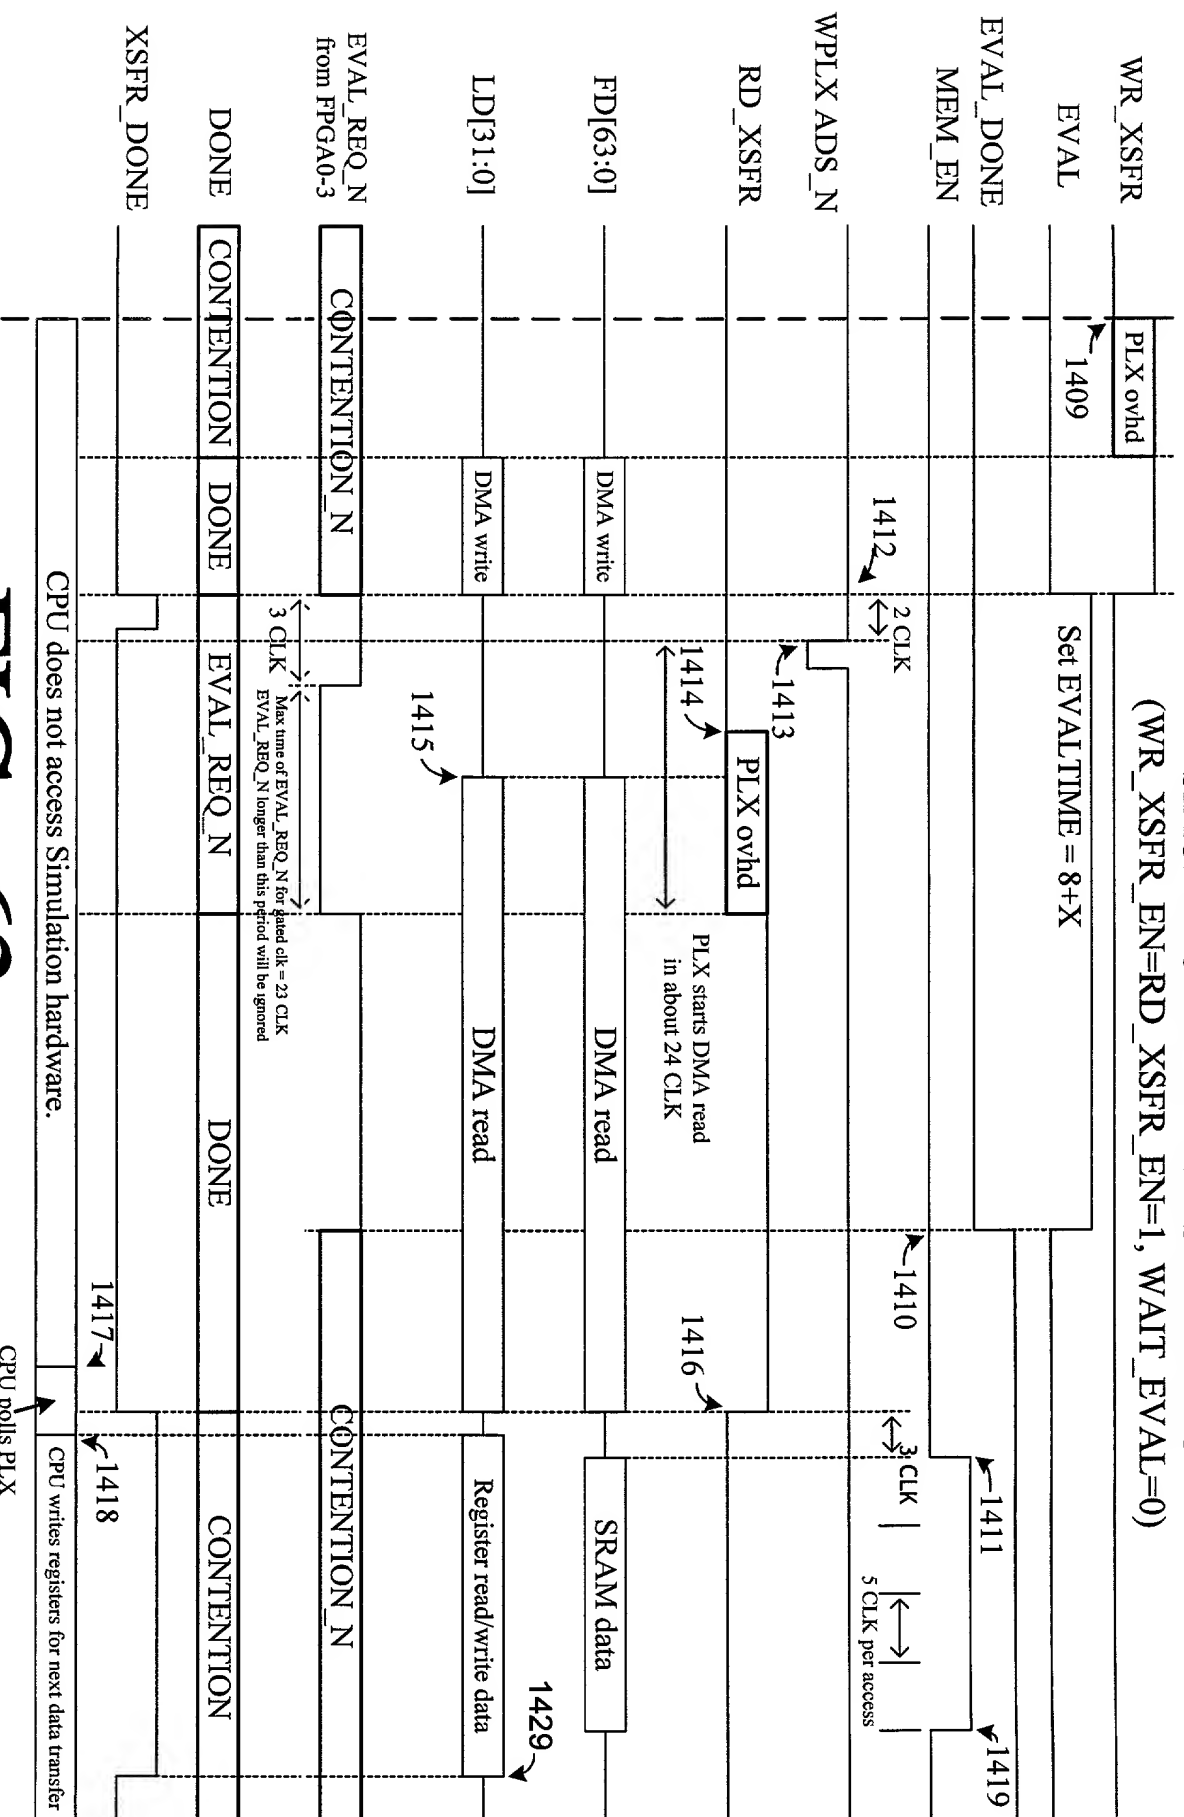 (WR_XSFR_EN=RD_XSFR_EN=1, WAIT_EVAL=0)
WR_XSFR
PLX ovhd
1409
EVAL
Set EVALTIME = 8+X
EVAL_DONE
MEM_EN
1410
1411
1419
3 CLK
5 CLK per access
WPLX ADS_N
1412
2 CLK
1413
RD_XSFR
1414
PLX ovhd
PLX starts DMA read
in about 24 CLK
1416
FD[63:0]
DMA write
DMA read
SRAM data
LD[31:0]
DMA write
1415
DMA read
Register read/write data
1429
EVAL_REQ_N
from FPGA0-3
CONTENTION_N
CONTENTION_N
3 CLK
Max time of EVAL_REQ_N for gated clk = 23 CLK
EVAL_REQ_N longer than this period will be ignored
DONE
CONTENTION
DONE
EVAL_REQ_N
DONE
CONTENTION
XSFR_DONE
1417
1418
CPU does not access Simulation hardware.
CPU writes registers for next data transfer
CPU polls PLX